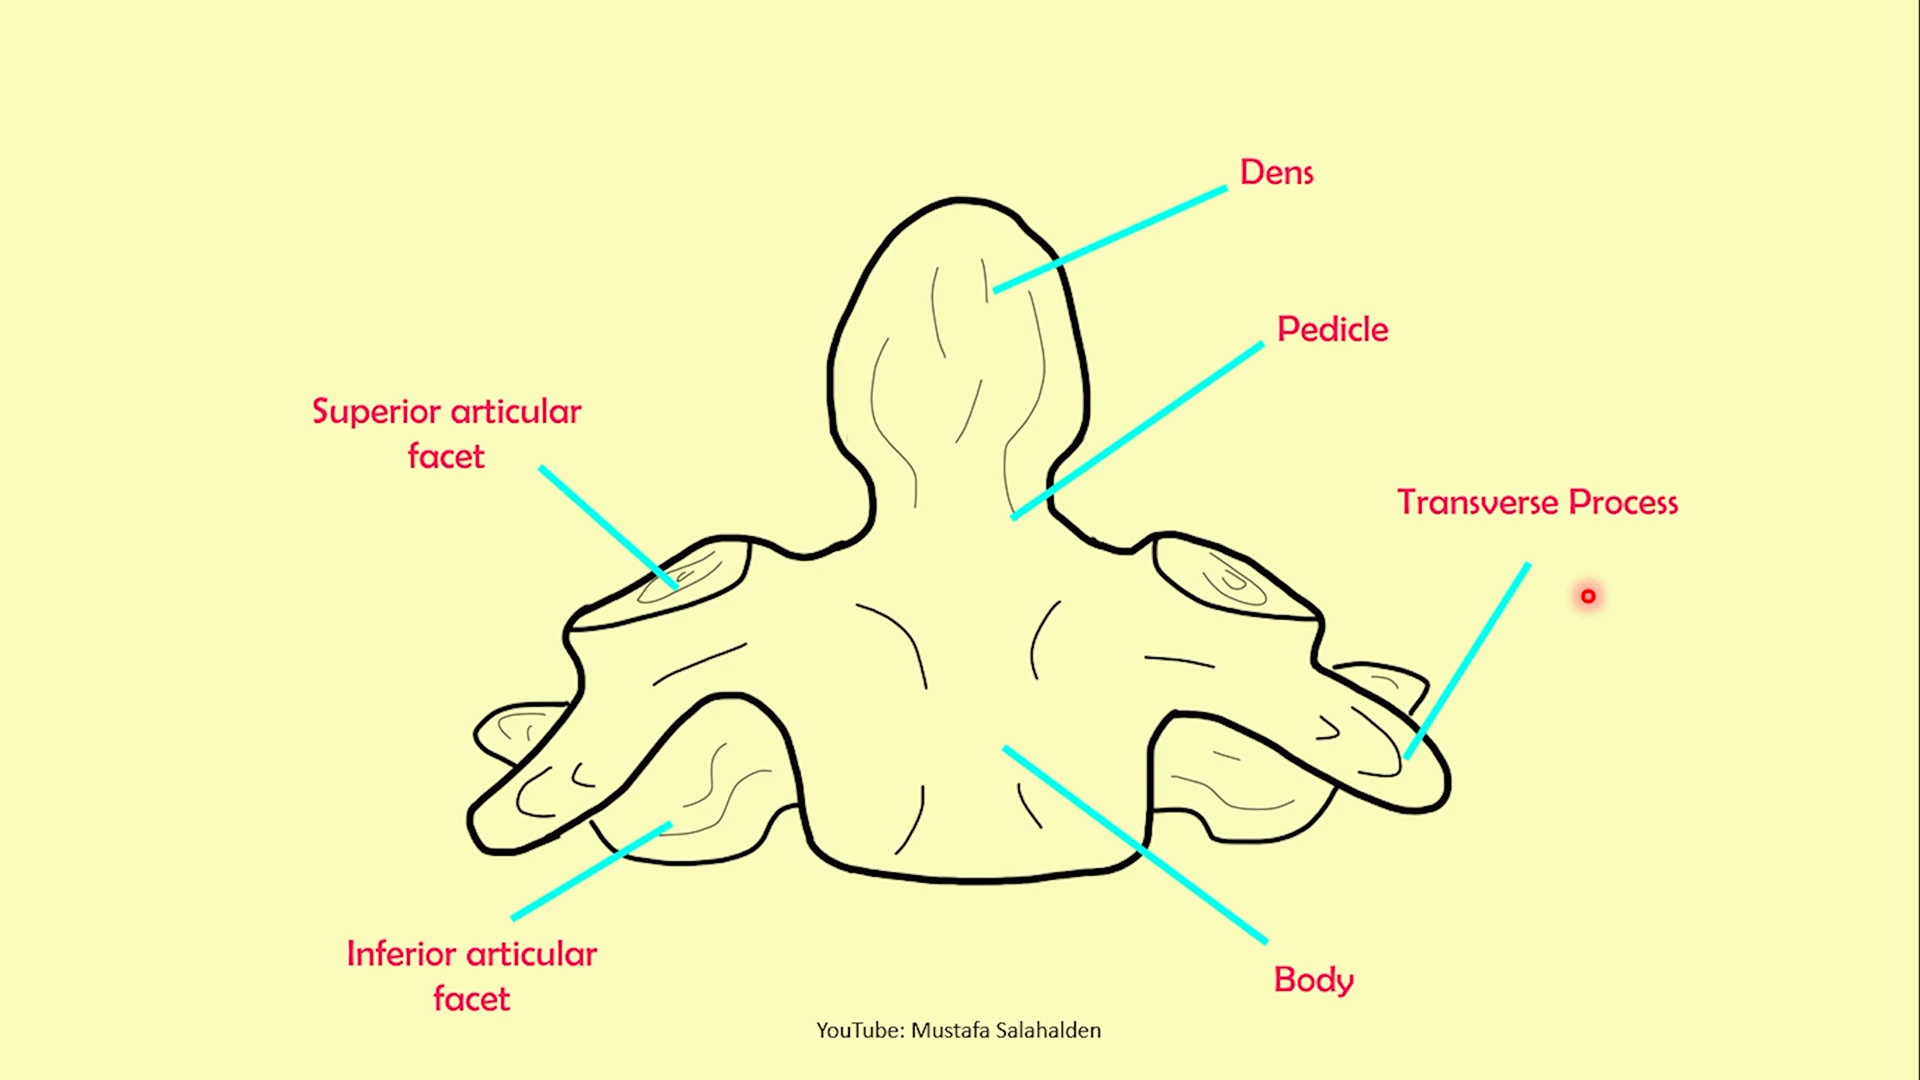 Dens
Pedicle
Superior articular
facet
Transverse Process
Inferior articular
facet
Body
YouTube: Mustafa Salahalden